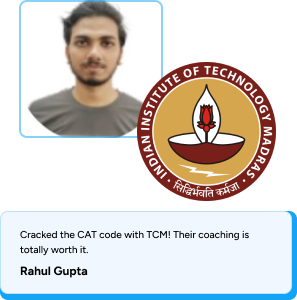 INDIAN INSTITUTE OF TECHNOLOGY MADRAS
सिद्धिर्भवति कर्मजा
Cracked the CAT code with TCM! Their coaching is
totally worth it.
Rahul Gupta